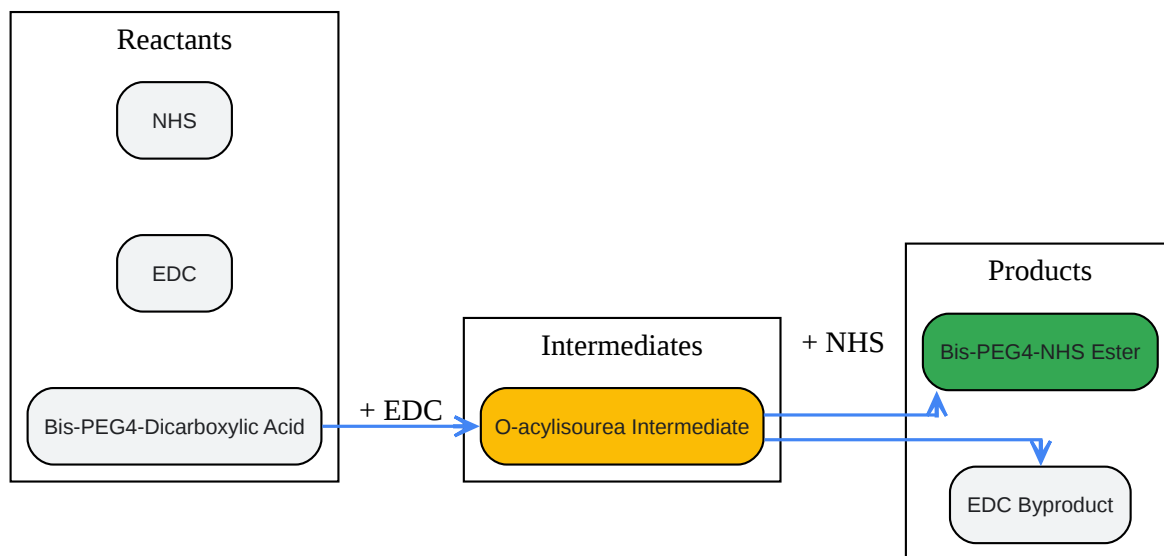 Reactants
NHS
EDC
Bis-PEG4-Dicarboxylic Acid
+ EDC
Intermediates
O-acylisourea Intermediate
+ NHS
Products
Bis-PEG4-NHS Ester
EDC Byproduct